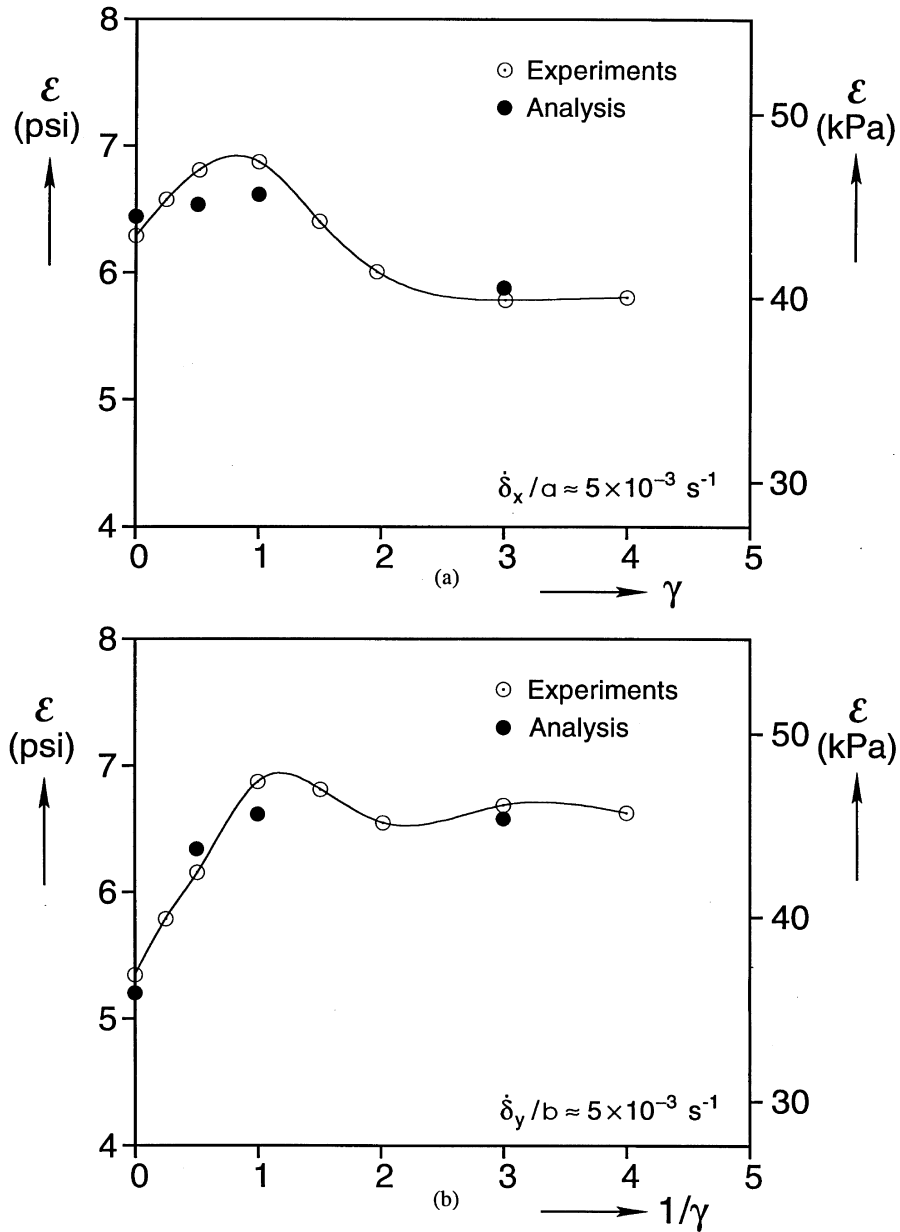 8
7
6
5
4
ℰ
(psi)
Experiments
Analysis
50
40
30
ℰ
(kPa)
δ̇ₓ/a ≈ 5×10⁻³ s⁻¹
0 1 2 3 4 5
(a)
γ
8
7
6
5
4
ℰ
(psi)
Experiments
Analysis
50
40
30
ℰ
(kPa)
δ̇y/b ≈ 5×10⁻³ s⁻¹
0 1 2 3 4 5
(b)
1/γ